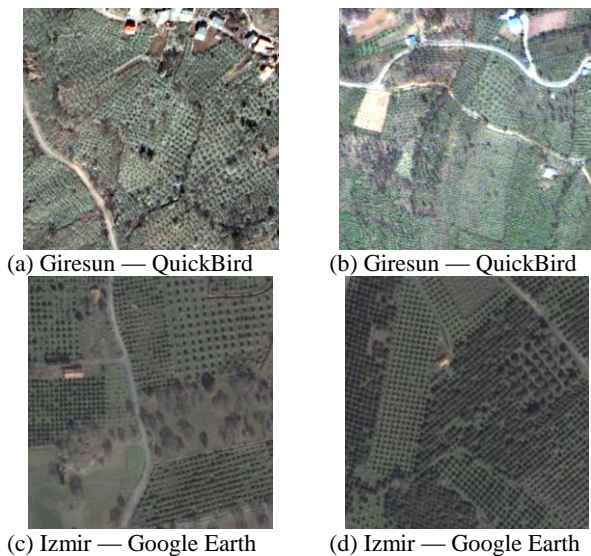 (a) Giresun — QuickBird
(b) Giresun — QuickBird
(c) Izmir — Google Earth
(d) Izmir — Google Earth